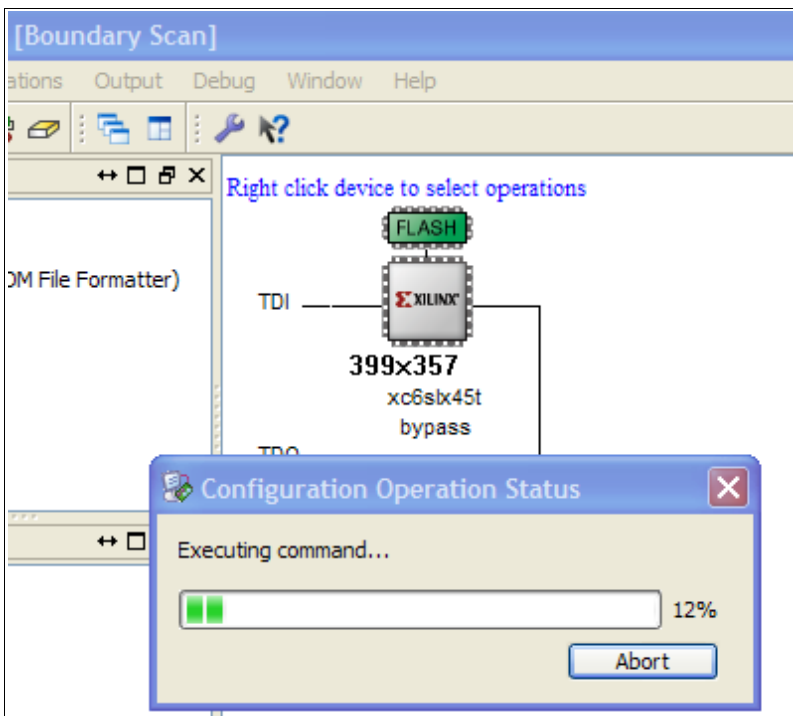 [Boundary Scan]
ations Output Debug Window Help
Right click device to select operations
FLASH
OM File Formatter)
TDI
XILINX
399x357
xc6slx45t
bypass
TDO
Configuration Operation Status
Executing command...
12%
Abort